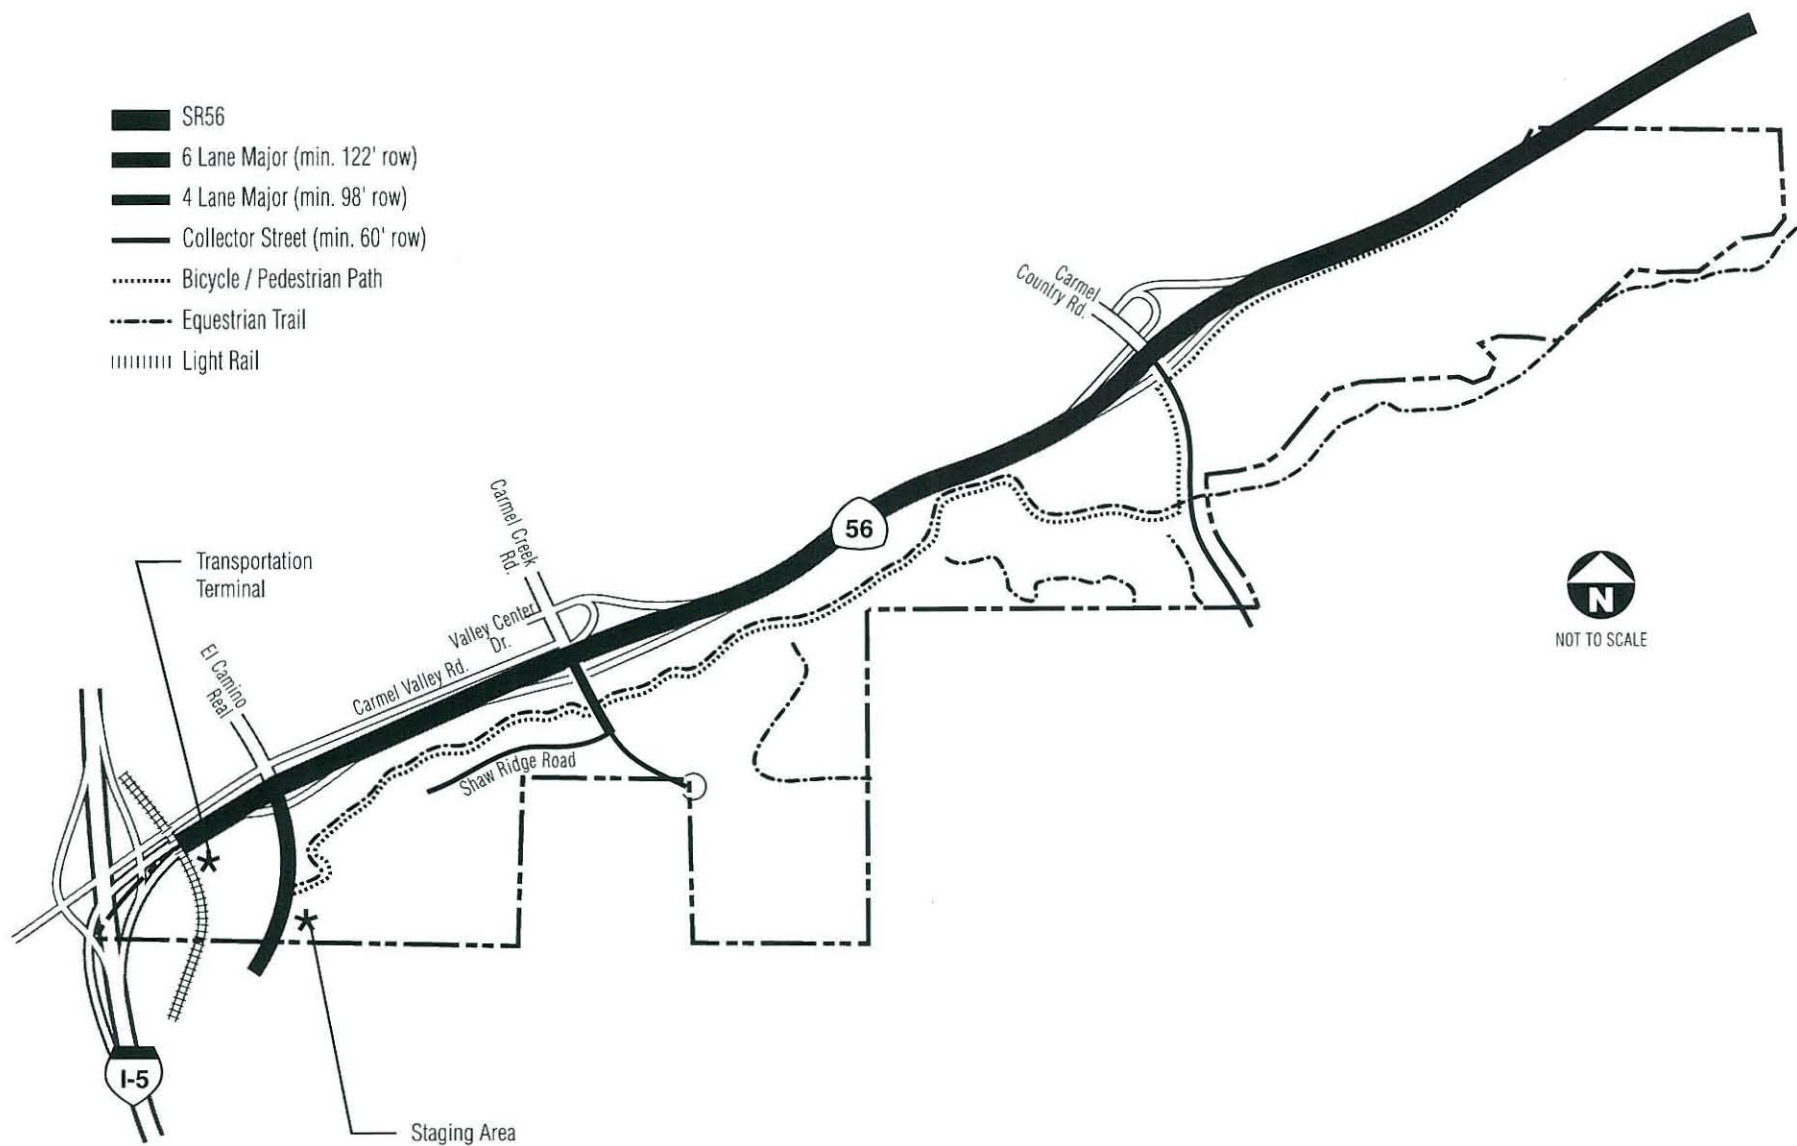 SR56
6 Lane Major (min. 122' row)
4 Lane Major (min. 98' row)
Collector Street (min. 60' row)
Bicycle / Pedestrian Path
Equestrian Trail
Light Rail
Carmel
Country Rd.
56
Carmel Creek
Rd.
Transportation
Terminal
Valley Center
Dr.
El Camino
Real
Carmel Valley Rd.
Shaw Ridge Road
N
NOT TO SCALE
I-5
Staging Area